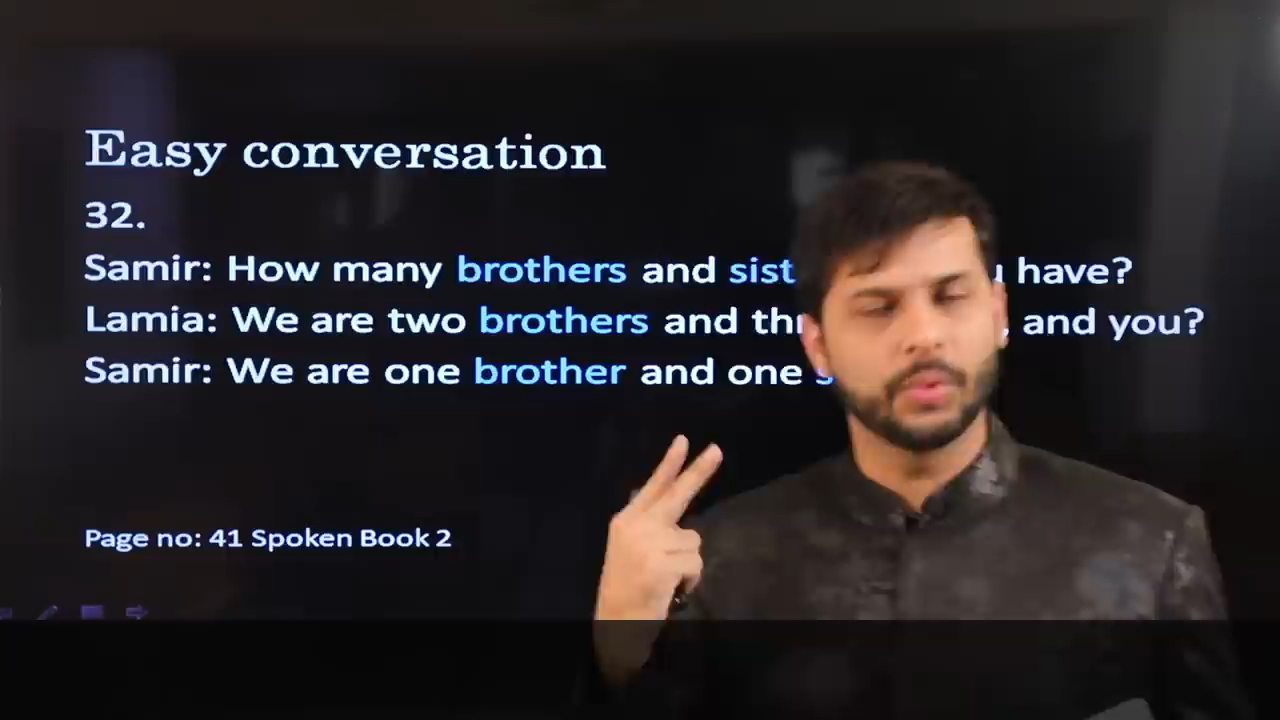 Easy conversation
32.
Samir: How many brothers and have?
Lamia: We are two brothers and and you?
Samir: We are one brother and one
Page no: 41 Spoken Book 2